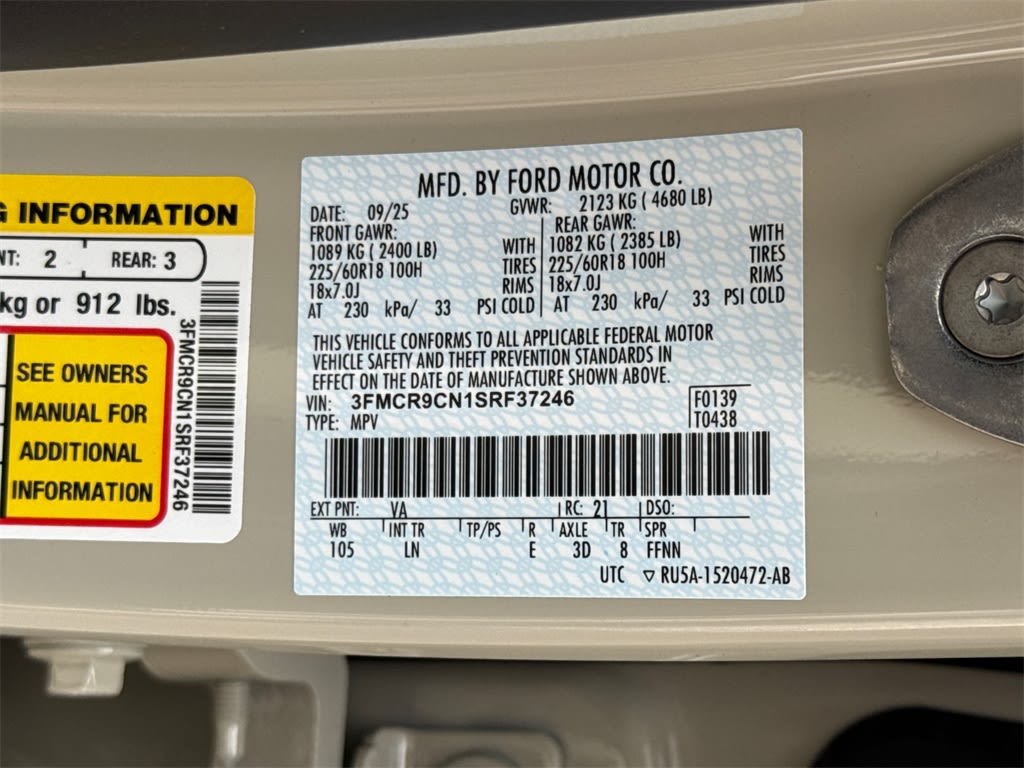 G INFORMATION
NT: 2 REAR: 3
kg or 912 lbs.
SEE OWNERS
MANUAL FOR
ADDITIONAL
INFORMATION
3FMCR9CN1SRF37246
MFD. BY FORD MOTOR CO.
DATE: 09/25 GVWR: 2123 KG ( 4680 LB)
FRONT GAWR: REAR GAWR:
1089 KG ( 2400 LB) WITH 1082 KG ( 2385 LB) WITH
225/60R18 100H TIRES 225/60R18 100H TIRES
18x7.0J RIMS 18x7.0J RIMS
AT 230 kPa/ 33 PSI COLD AT 230 kPa/ 33 PSI COLD
THIS VEHICLE CONFORMS TO ALL APPLICABLE FEDERAL MOTOR
VEHICLE SAFETY AND THEFT PREVENTION STANDARDS IN
EFFECT ON THE DATE OF MANUFACTURE SHOWN ABOVE.
VIN: 3FMCR9CN1SRF37246 F0139
TYPE: MPV T0438
EXT PNT: VA RC: 21 DSO:
WB INT TR TP/PS R AXLE TR SPR
105 LN E 3D 8 FFNN
UTC ▽ RU5A-1520472-AB